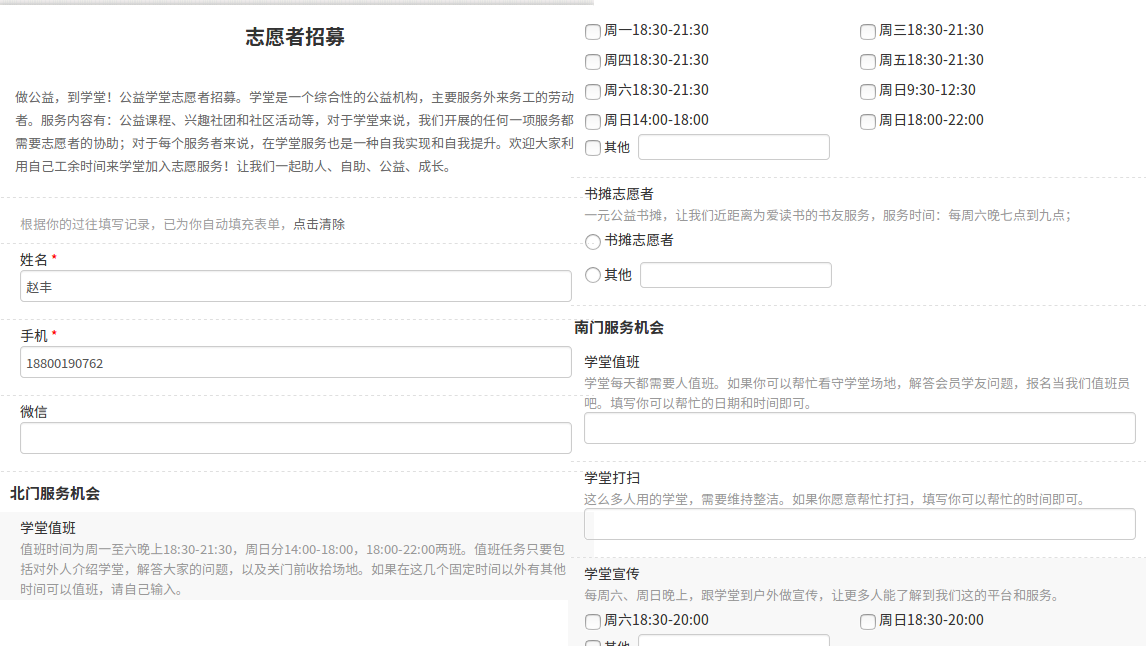 志愿者招募
做公益，到学堂！公益学堂志愿者招募。学堂是一个综合性的公益机构，主要服务外来务工的劳动
者。服务内容有：公益课程、兴趣社团和社区活动等，对于学堂来说，我们开展的任何一项服务都
需要志愿者的协助；对于每个服务者来说，在学堂服务也是一种自我实现和自我提升。欢迎大家利
用自己工余时间来学堂加入志愿服务！让我们一起助人、自助、公益、成长。
根据你的过往填写记录，已为你自动填充表单，点击清除
姓名 *
赵丰
手机 *
18800190762
微信
北门服务机会
学堂值班
值班时间为周一至六晚上18:30-21:30，周日分14:00-18:00，18:00-22:00两班。值班任务只要包
括对外人介绍学堂，解答大家的问题，以及关门前收拾场地。如果在这几个固定时间以外有其他
时间可以值班，请自己输入。
周一18:30-21:30 周三18:30-21:30
周四18:30-21:30 周五18:30-21:30
周六18:30-21:30 周日9:30-12:30
周日14:00-18:00 周日18:00-22:00
其他
书摊志愿者
一元公益书摊，让我们近距离为爱读书的书友服务，服务时间：每周六晚七点到九点；
书摊志愿者
其他
南门服务机会
学堂值班
学堂每天都需要人值班。如果你可以帮忙看守学堂场地，解答会员学友问题，报名当我们值班员
吧。填写你可以帮忙的日期和时间即可。
学堂打扫
这么多人用的学堂，需要维持整洁。如果你愿意帮忙打扫，填写你可以帮忙的时间即可。
学堂宣传
每周六、周日晚上，跟学堂到户外做宣传，让更多人能了解到我们这的平台和服务。
周六18:30-20:00 周日18:30-20:00
其他